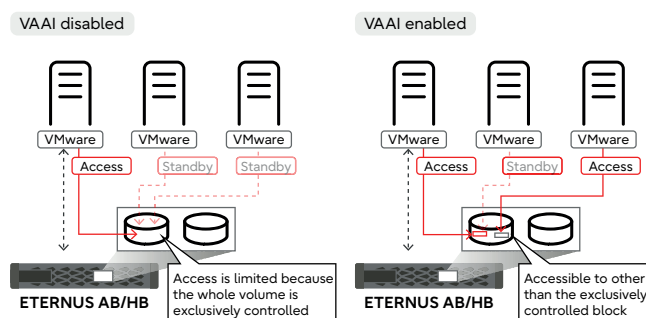 VAAI disabled
VMware
VMware
VMware
Access
Standby
Standby
Access is limited because
the whole volume is
exclusively controlled
ETERNUS AB/HB
VAAI enabled
VMware
VMware
VMware
Access
Standby
Access
Accessible to other
than the exclusively
controlled block
ETERNUS AB/HB